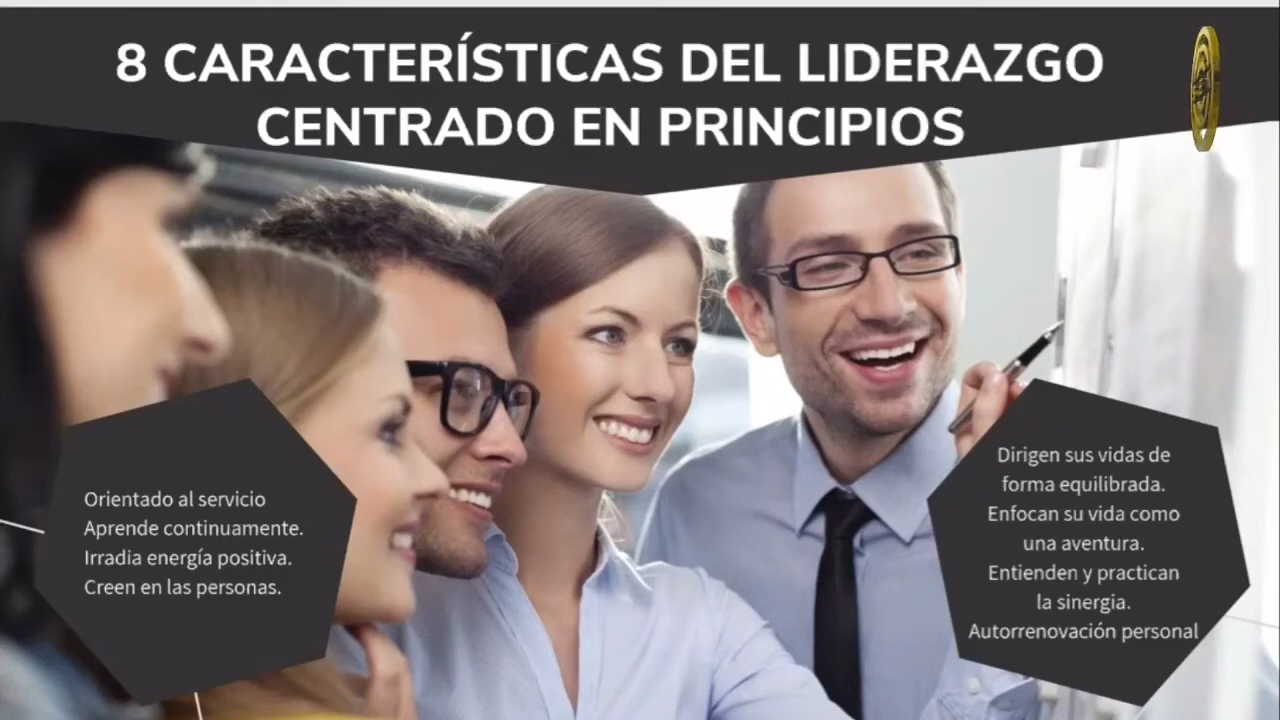 8 CARACTERÍSTICAS DEL LIDERAZGO
CENTRADO EN PRINCIPIOS
Orientado al servicio
Aprende continuamente.
Irradia energía positiva.
Creen en las personas.
Dirigen sus vidas de
forma equilibrada.
Enfocan su vida como
una aventura.
Entienden y practican
la sinergia.
Autorrenovación personal